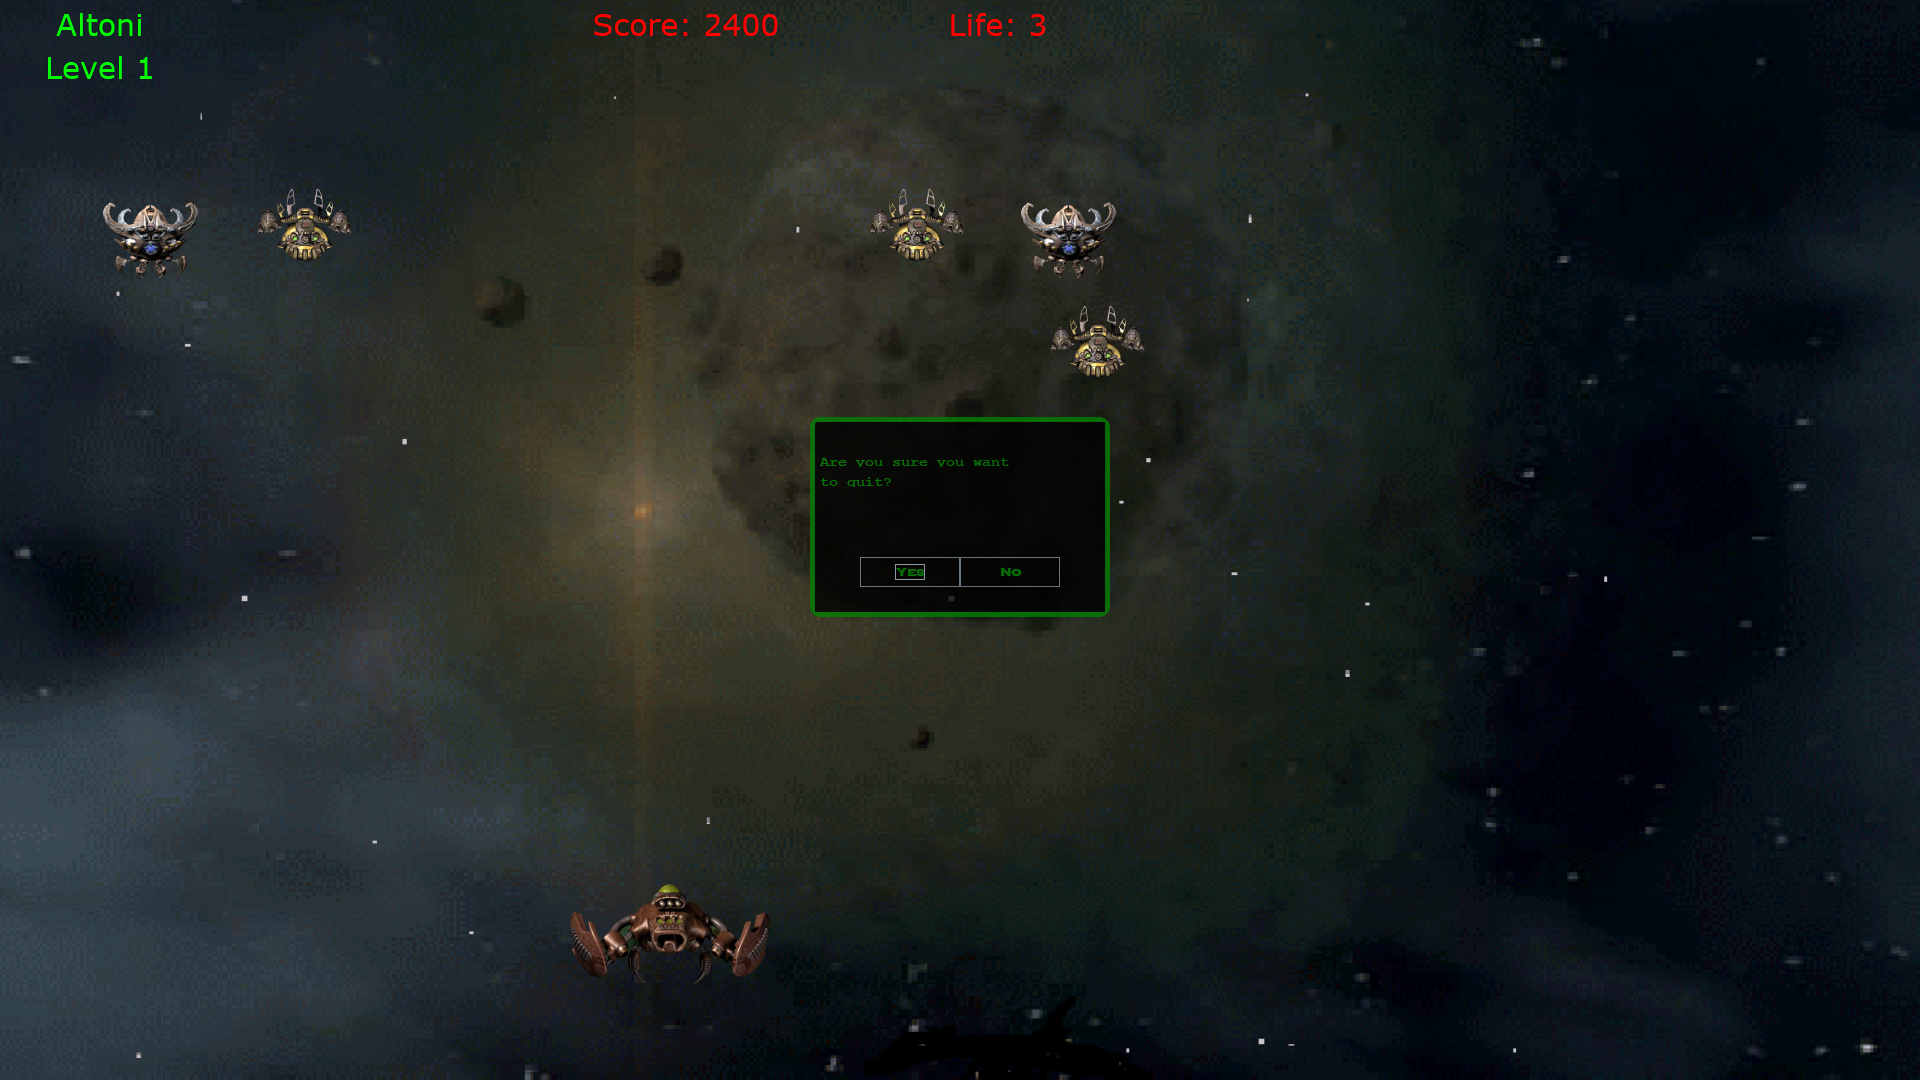 Altoni
Score: 2400
Life: 3
Level 1
Are you sure you want
to quit?
Yes
No